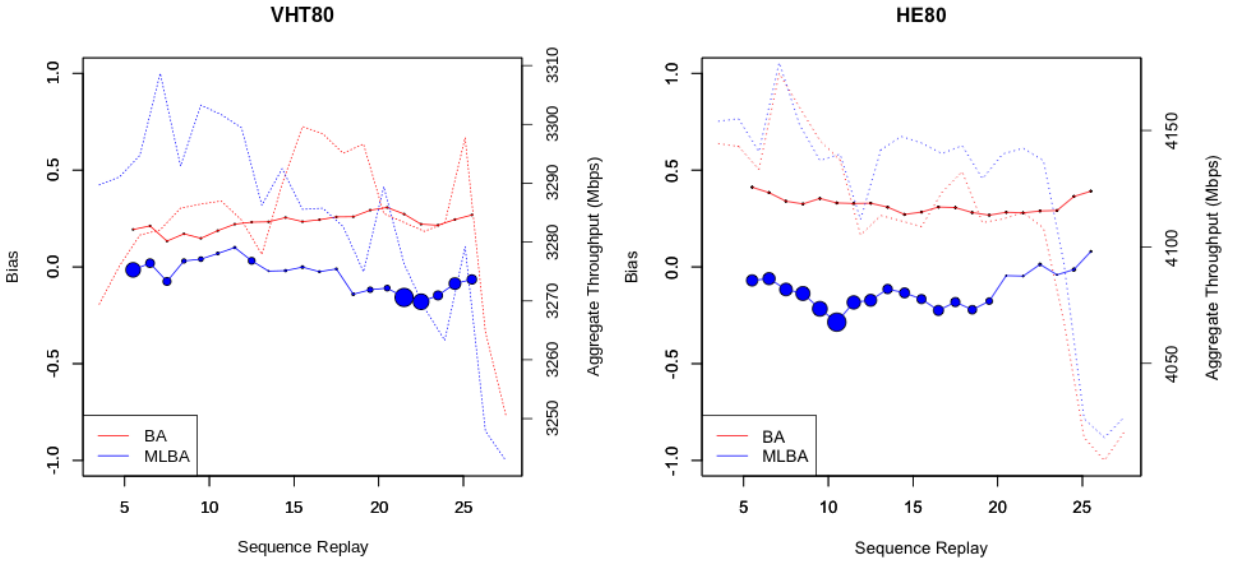 VHT80
Bias
1.0
0.5
0.0
-0.5
-1.0
3310
3300
3290
3280
3270
3260
3250
Aggregate Throughput (Mbps)
BA
MLBA
5 10 15 20 25
Sequence Replay
HE80
Bias
1.0
0.5
0.0
-0.5
-1.0
4150
4100
4050
Aggregate Throughput (Mbps)
BA
MLBA
5 10 15 20 25
Sequence Replay